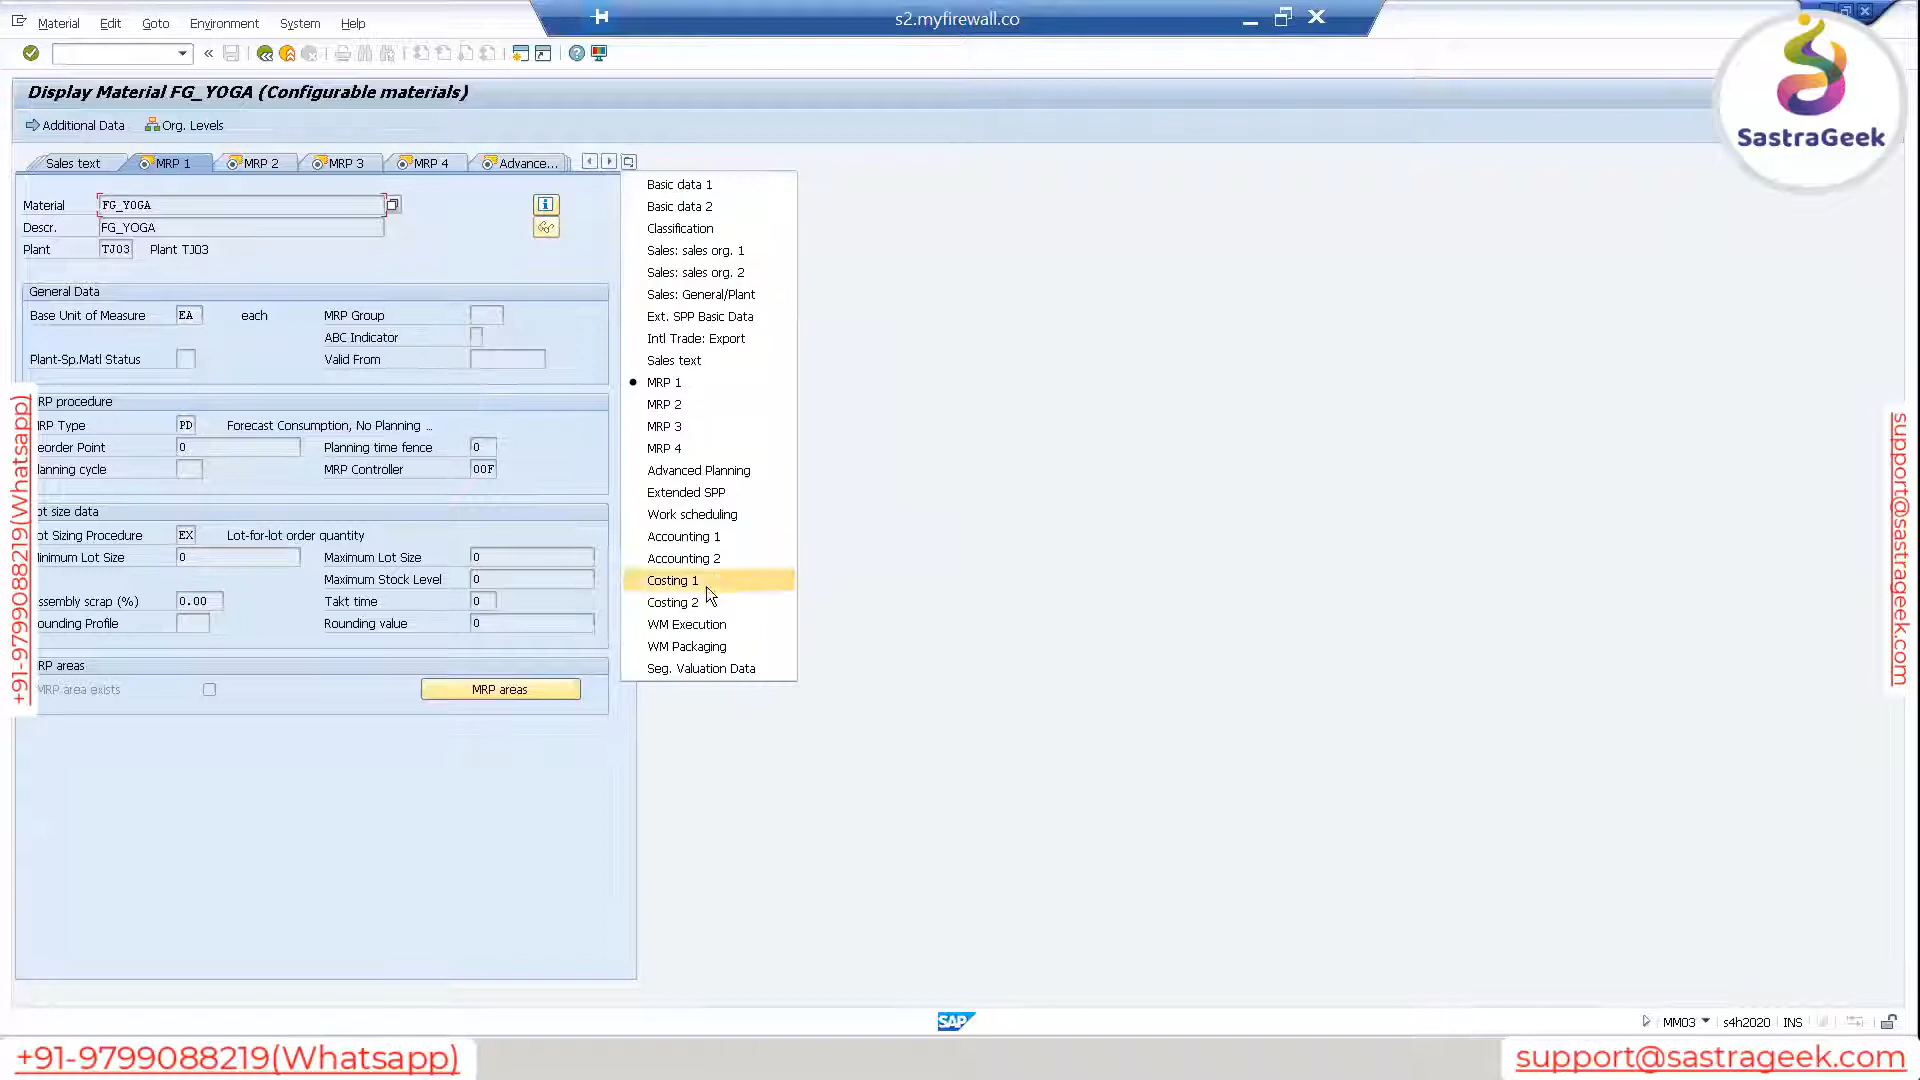 Material Edit Goto Environment System Help
s2.myfirewall.co
Display Material FG_YOGA (Configurable materials)
Additional Data Org. Levels
SastraGeek
Sales text MRP 1 MRP 2 MRP 3 MRP 4 Advance...
Material FG_YOGA
Descr. FG_YOGA
Plant TJ03 Plant TJ03
General Data
Base Unit of Measure EA each MRP Group
ABC Indicator
Plant-Sp.Matl Status Valid From
RP procedure
RP Type PD Forecast Consumption, No Planning ...
eorder Point 0 Planning time fence 0
lanning cycle MRP Controller 00F
ot size data
ot Sizing Procedure EX Lot-for-lot order quantity
inimum Lot Size 0 Maximum Lot Size 0
Maximum Stock Level 0
ssembly scrap (%) 0.00 Takt time 0
ounding Profile Rounding value 0
RP areas
MRP area exists MRP areas
Basic data 1
Basic data 2
Classification
Sales: sales org. 1
Sales: sales org. 2
Sales: General/Plant
Ext. SPP Basic Data
Intl Trade: Export
Sales text
MRP 1
MRP 2
MRP 3
MRP 4
Advanced Planning
Extended SPP
Work scheduling
Accounting 1
Accounting 2
Costing 1
Costing 2
WM Execution
WM Packaging
Seg. Valuation Data
+91-9799088219(Whatsapp)
support@sastrageek.com
SAP
MM03 s4h2020 INS
+91-9799088219(Whatsapp)
support@sastrageek.com